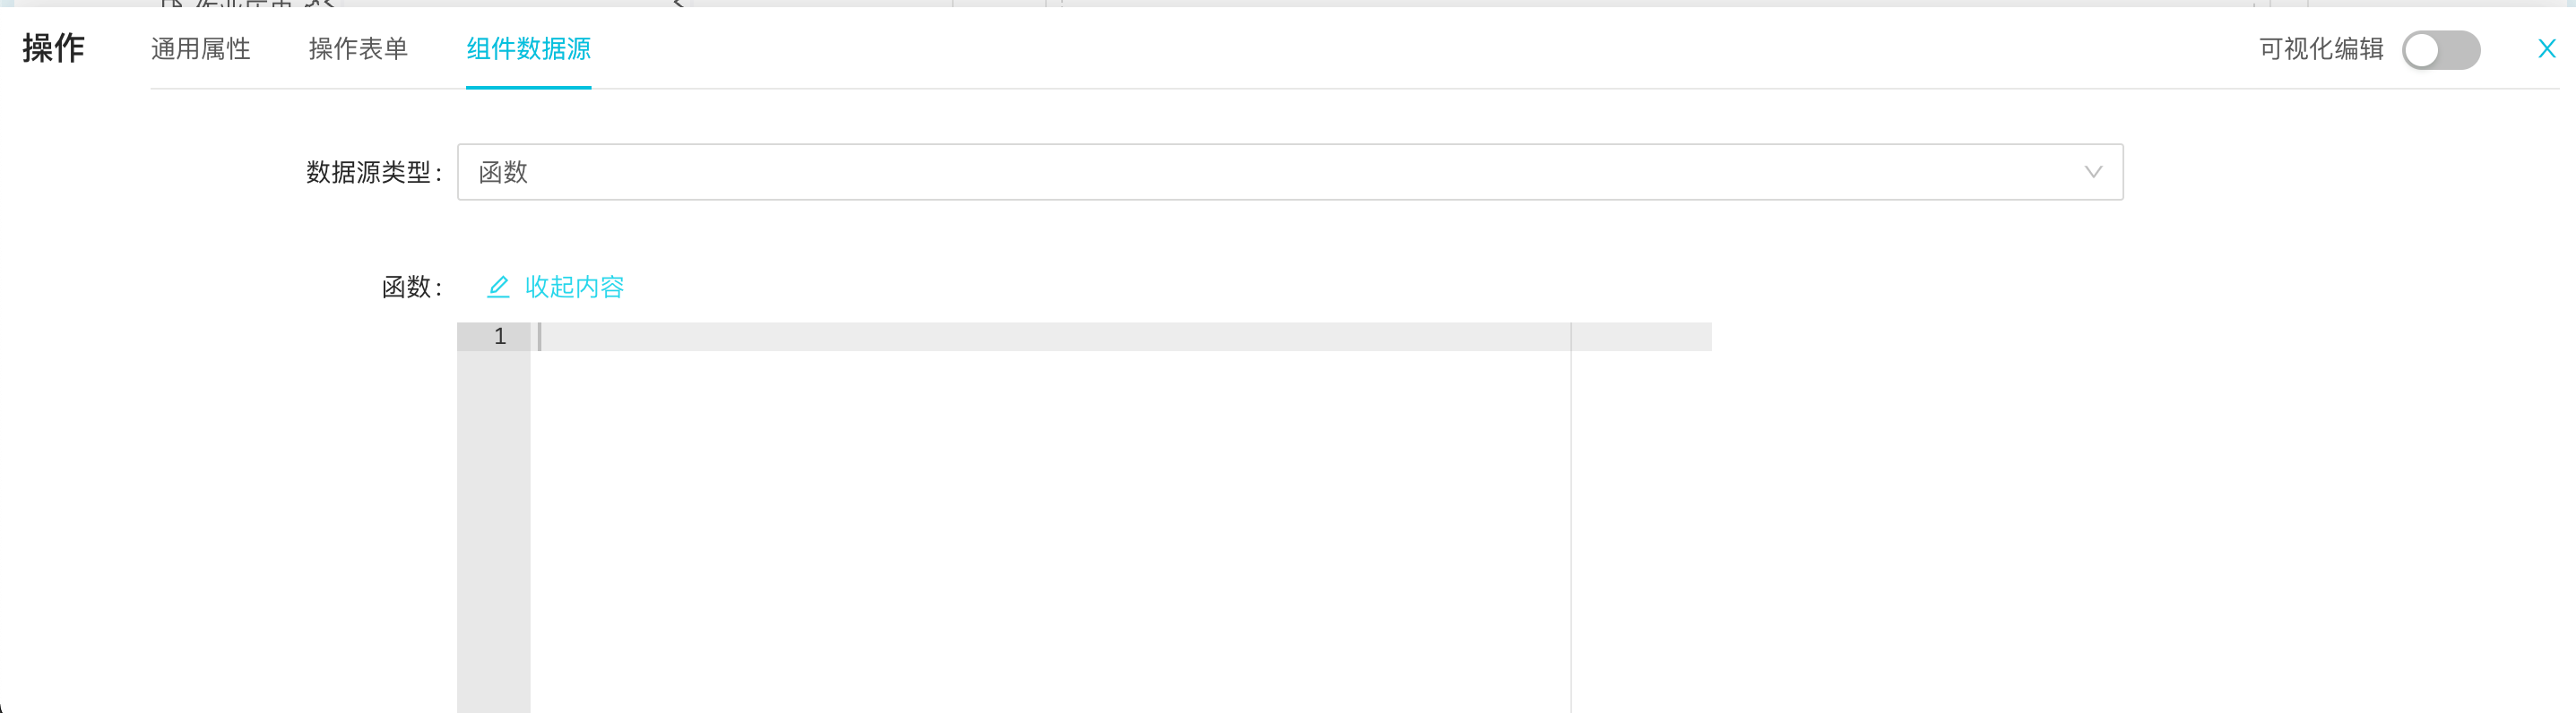 操作
通用属性
操作表单
组件数据源
可视化编辑
数据源类型：
函数
函数：
收起内容
1